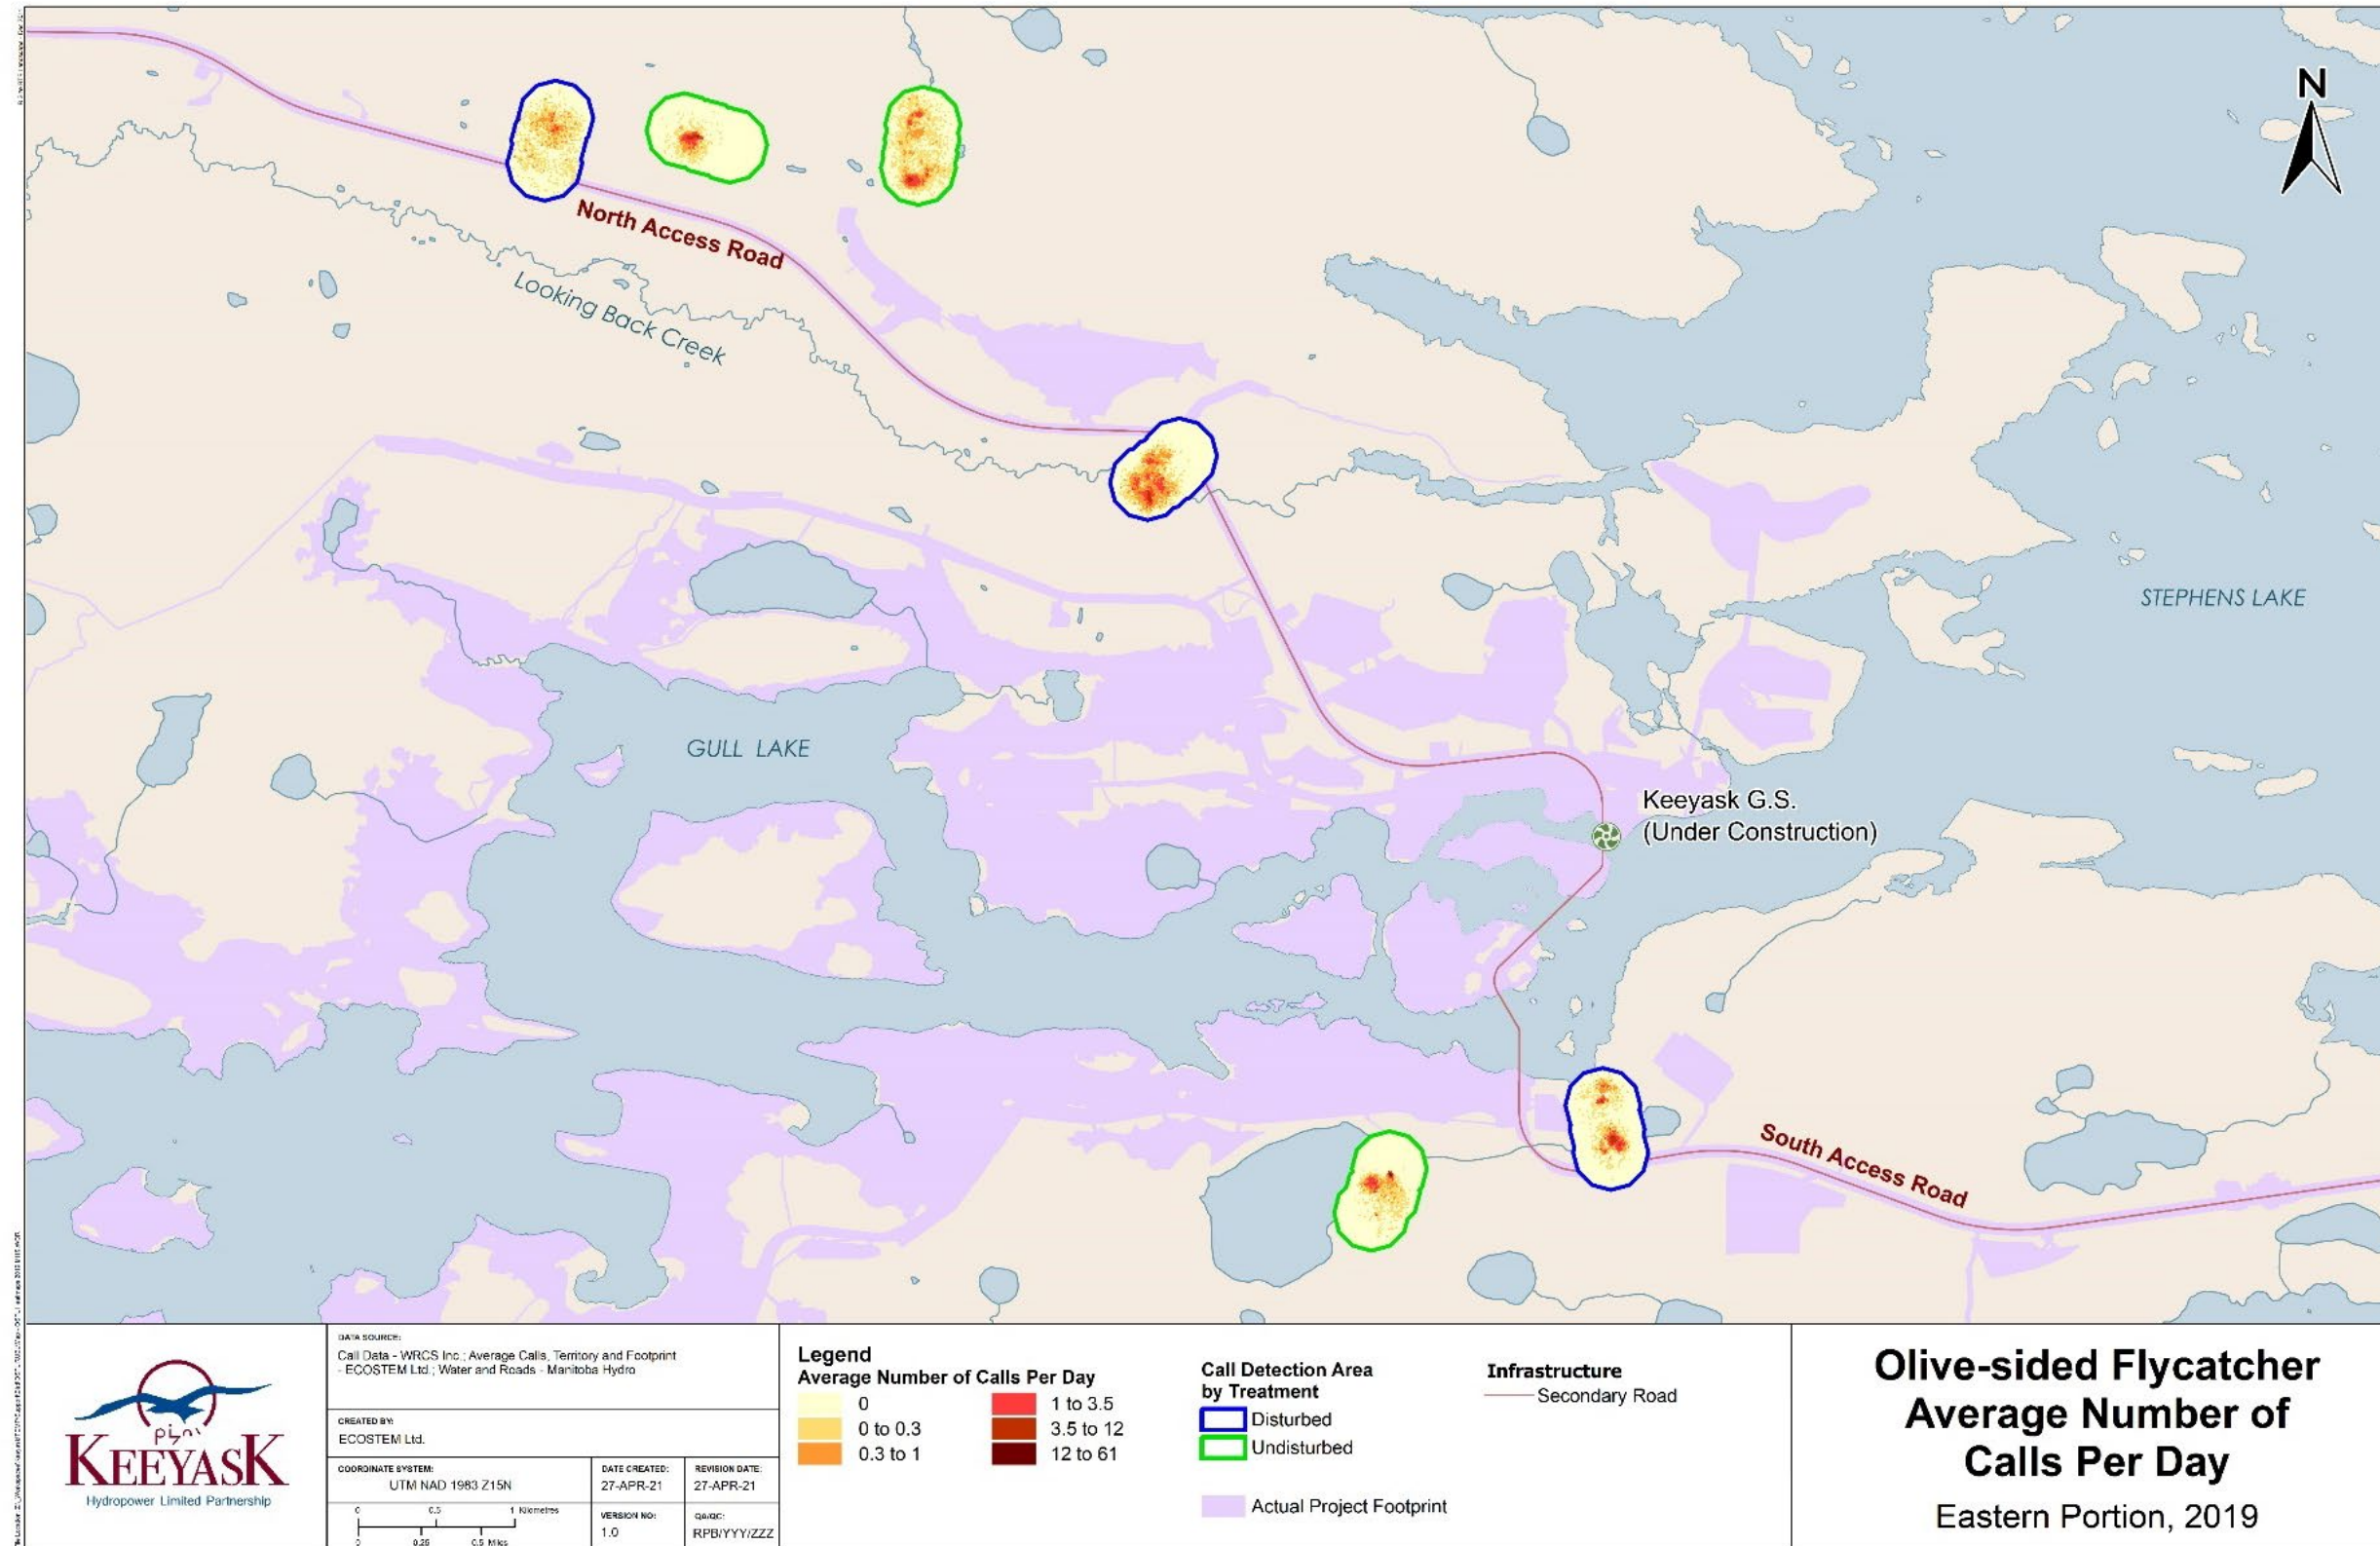 N
North Access Road
Looking Back Creek
STEPHENS LAKE
GULL LAKE
Keeyask G.S.
(Under Construction)
South Access Road
KEEYASK
Hydropower Limited Partnership
DATA SOURCE:
Call Data - WRCS Inc.; Average Calls, Territory and Footprint
- ECOSTEM Ltd.; Water and Roads - Manitoba Hydro
CREATED BY:
ECOSTEM Ltd.
COORDINATE SYSTEM:
UTM NAD 1983 Z15N
DATE CREATED:
27-APR-21
REVISION DATE:
27-APR-21
0 0.5 1 Kilometres
0 0.25 0.5 Miles
VERSION NO:
1.0
QA/QC:
RPB/YYY/ZZZ
Legend
Average Number of Calls Per Day
0
0 to 0.3
0.3 to 1
1 to 3.5
3.5 to 12
12 to 61
Call Detection Area
by Treatment
Disturbed
Undisturbed
Actual Project Footprint
Infrastructure
Secondary Road
Olive-sided Flycatcher
Average Number of
Calls Per Day
Eastern Portion, 2019